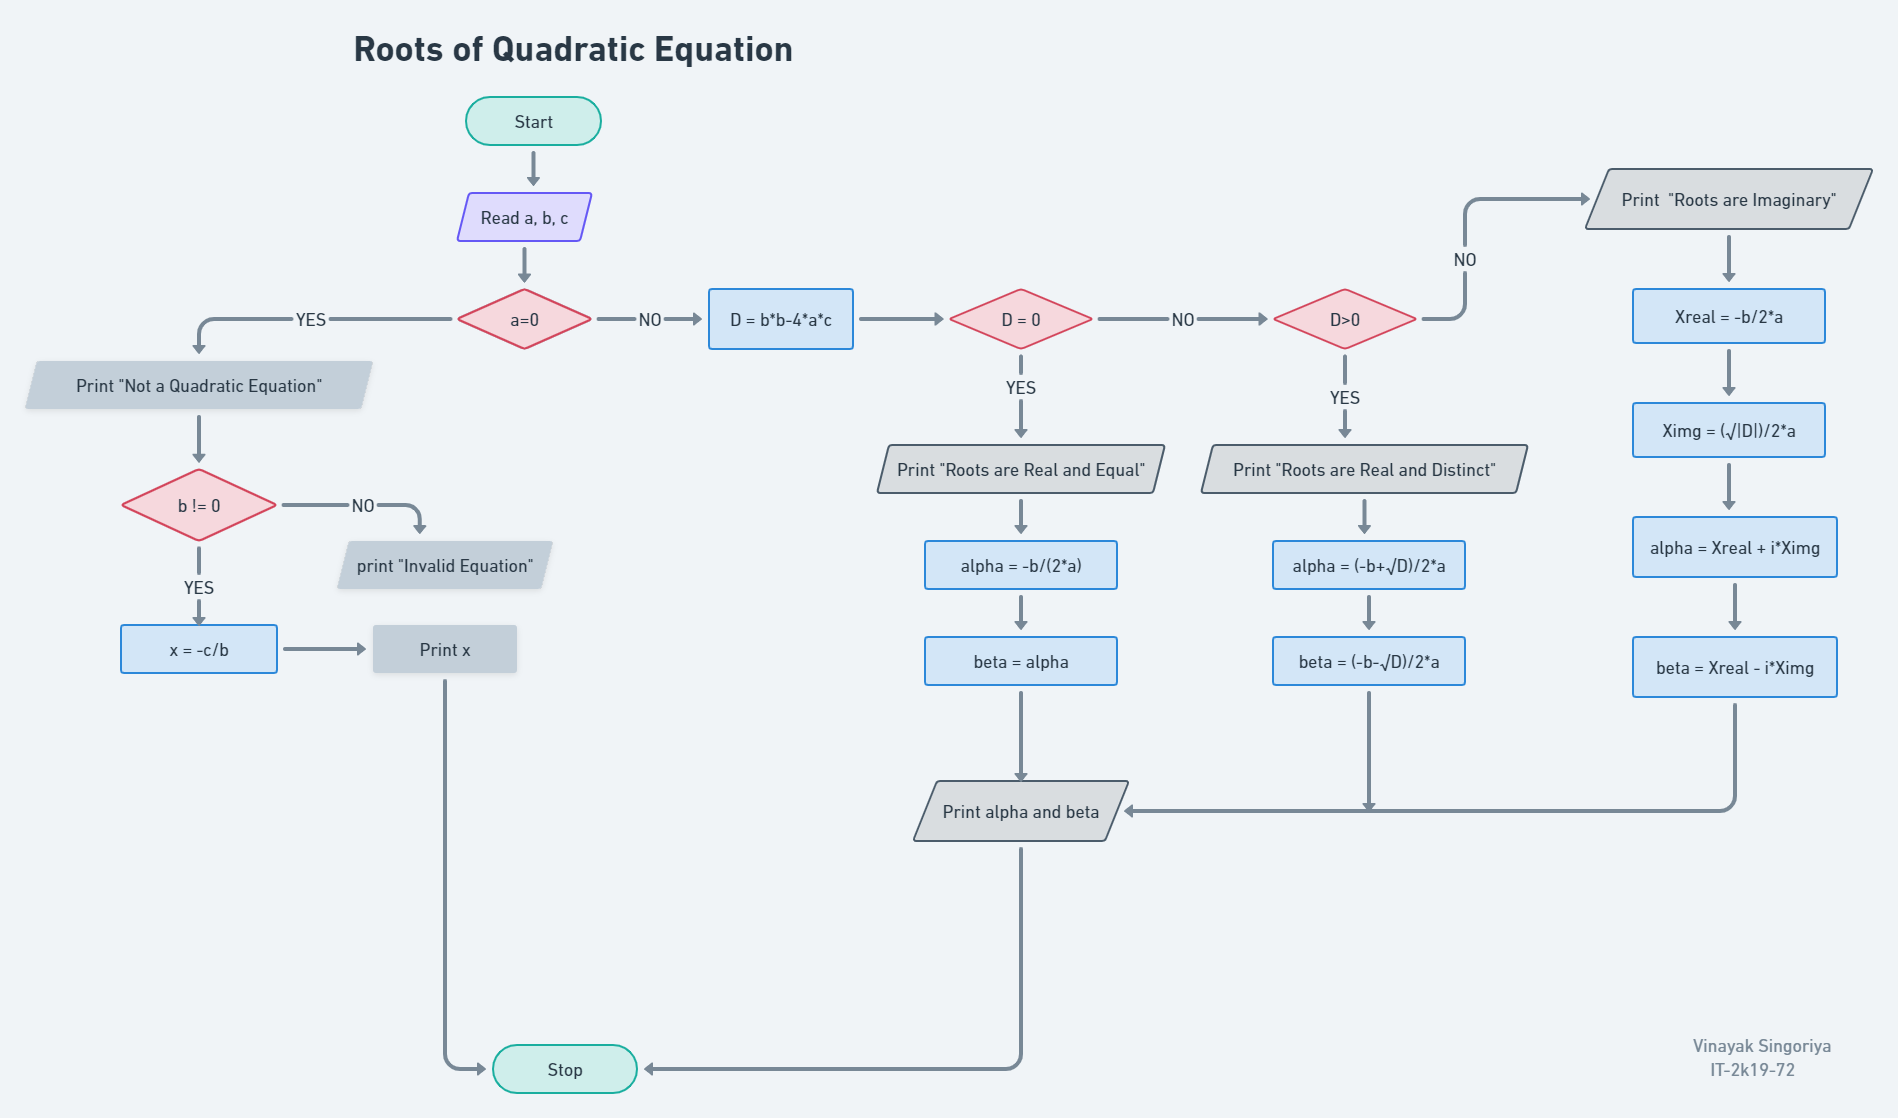 Roots of Quadratic Equation
Start
Read a, b, c
a=0
YES
NO
Print "Not a Quadratic Equation"
b != 0
NO
print "Invalid Equation"
YES
x = -c/b
Print x
D = b*b-4*a*c
D = 0
NO
YES
Print "Roots are Real and Equal"
alpha = -b/(2*a)
beta = alpha
D>0
NO
YES
Print "Roots are Real and Distinct"
alpha = (-b+√D)/2*a
beta = (-b-√D)/2*a
Print "Roots are Imaginary"
Xreal = -b/2*a
Ximg = (√|D|)/2*a
alpha = Xreal + i*Ximg
beta = Xreal - i*Ximg
Print alpha and beta
Stop
Vinayak Singoriya
IT-2k19-72